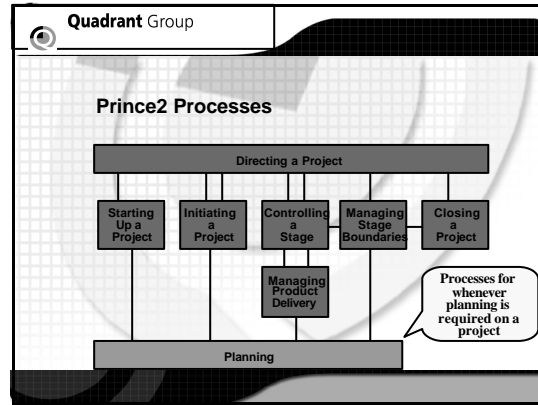 Quadrant Group
Prince2 Processes
Directing a Project
Starting
Up a
Project
Initiating
a
Project
Controlling
a
Stage
Managing
Stage
Boundaries
Closing
a
Project
Managing
Product
Delivery
Processes for
whenever
planning is
required on a
project
Planning